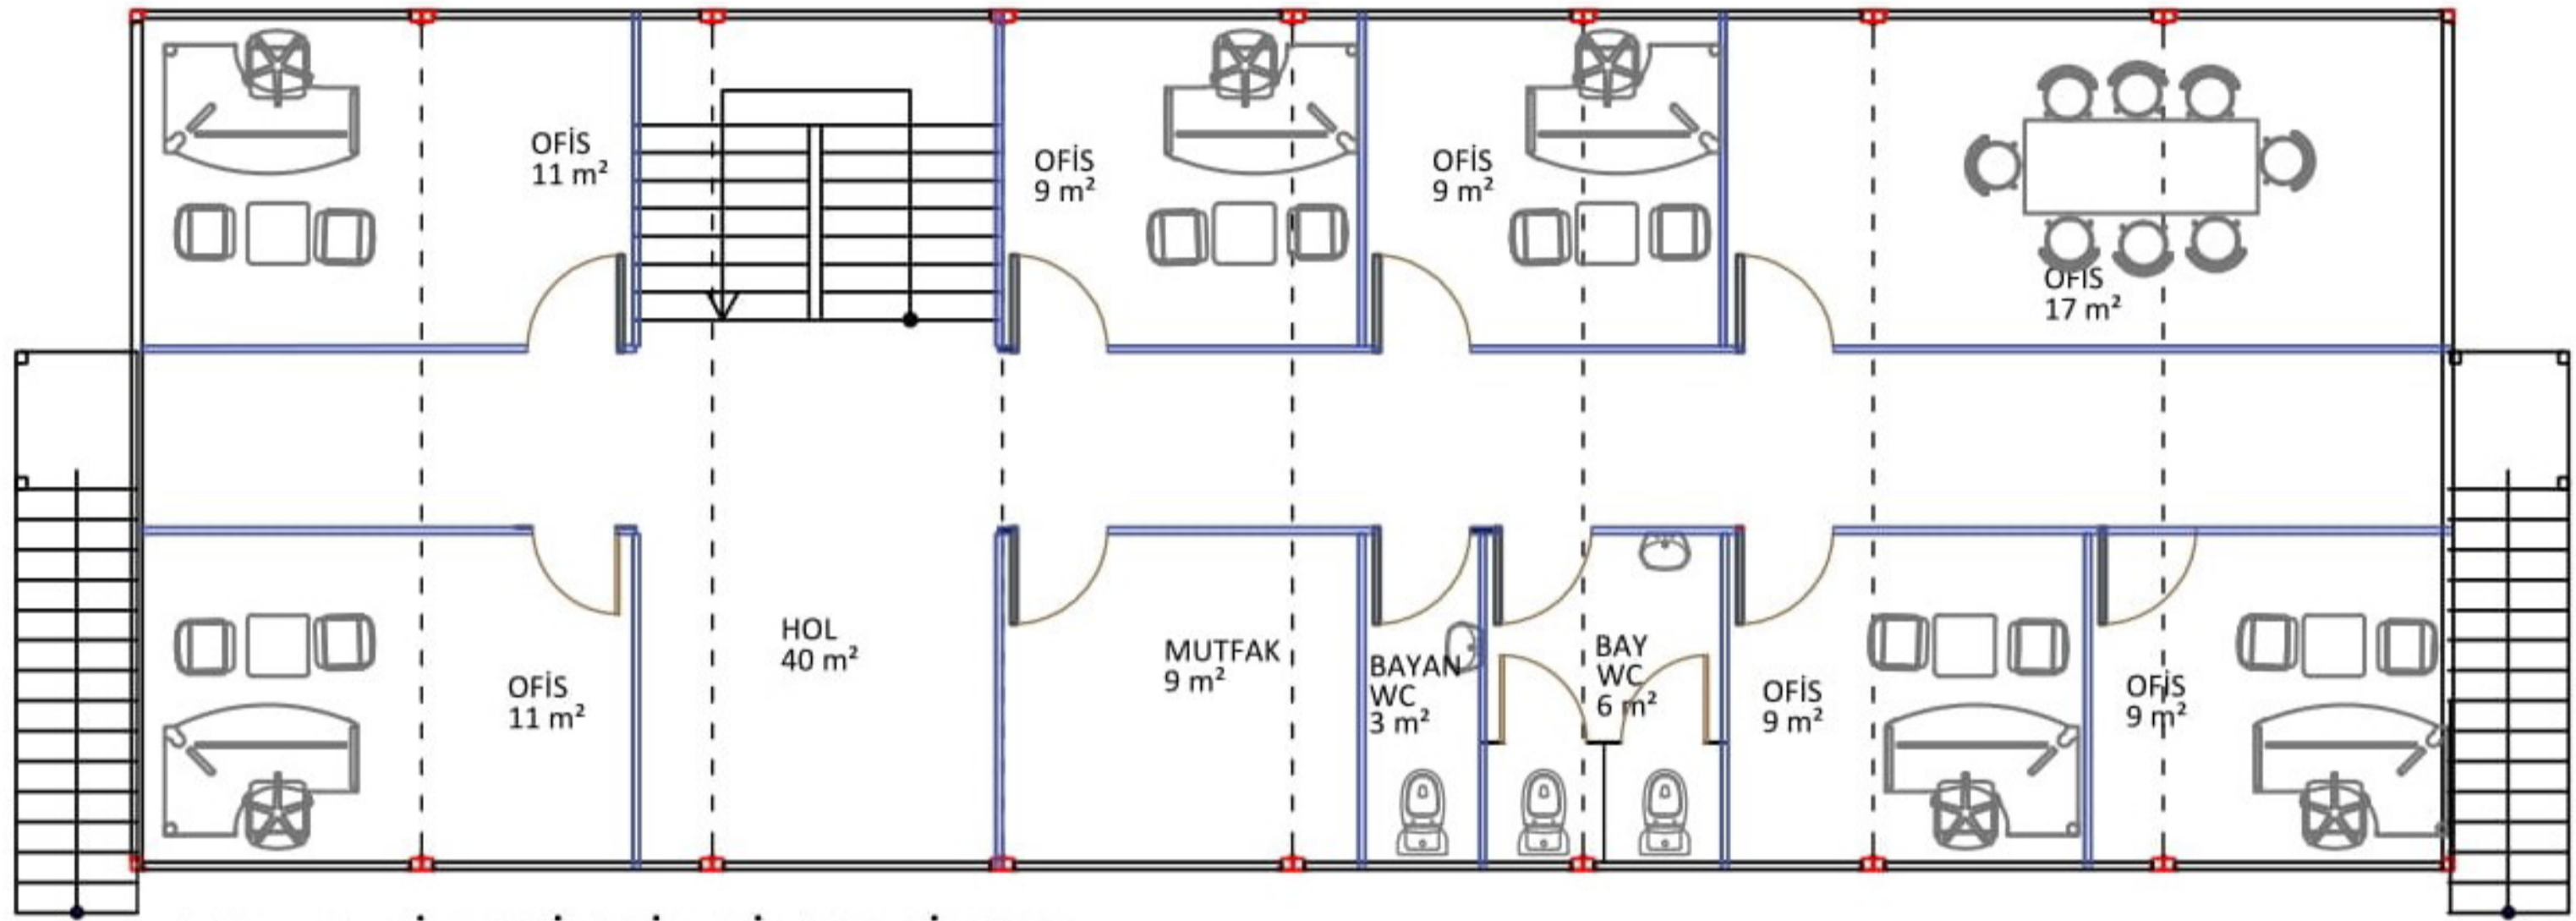 OFİS
11 m²
OFİS
9 m²
OFİS
9 m²
OFİS
17 m²
OFİS
11 m²
HOL
40 m²
MUTFAK
9 m²
BAYAN
WC
3 m²
BAY
WC
6 m²
OFİS
9 m²
OFİS
9 m²